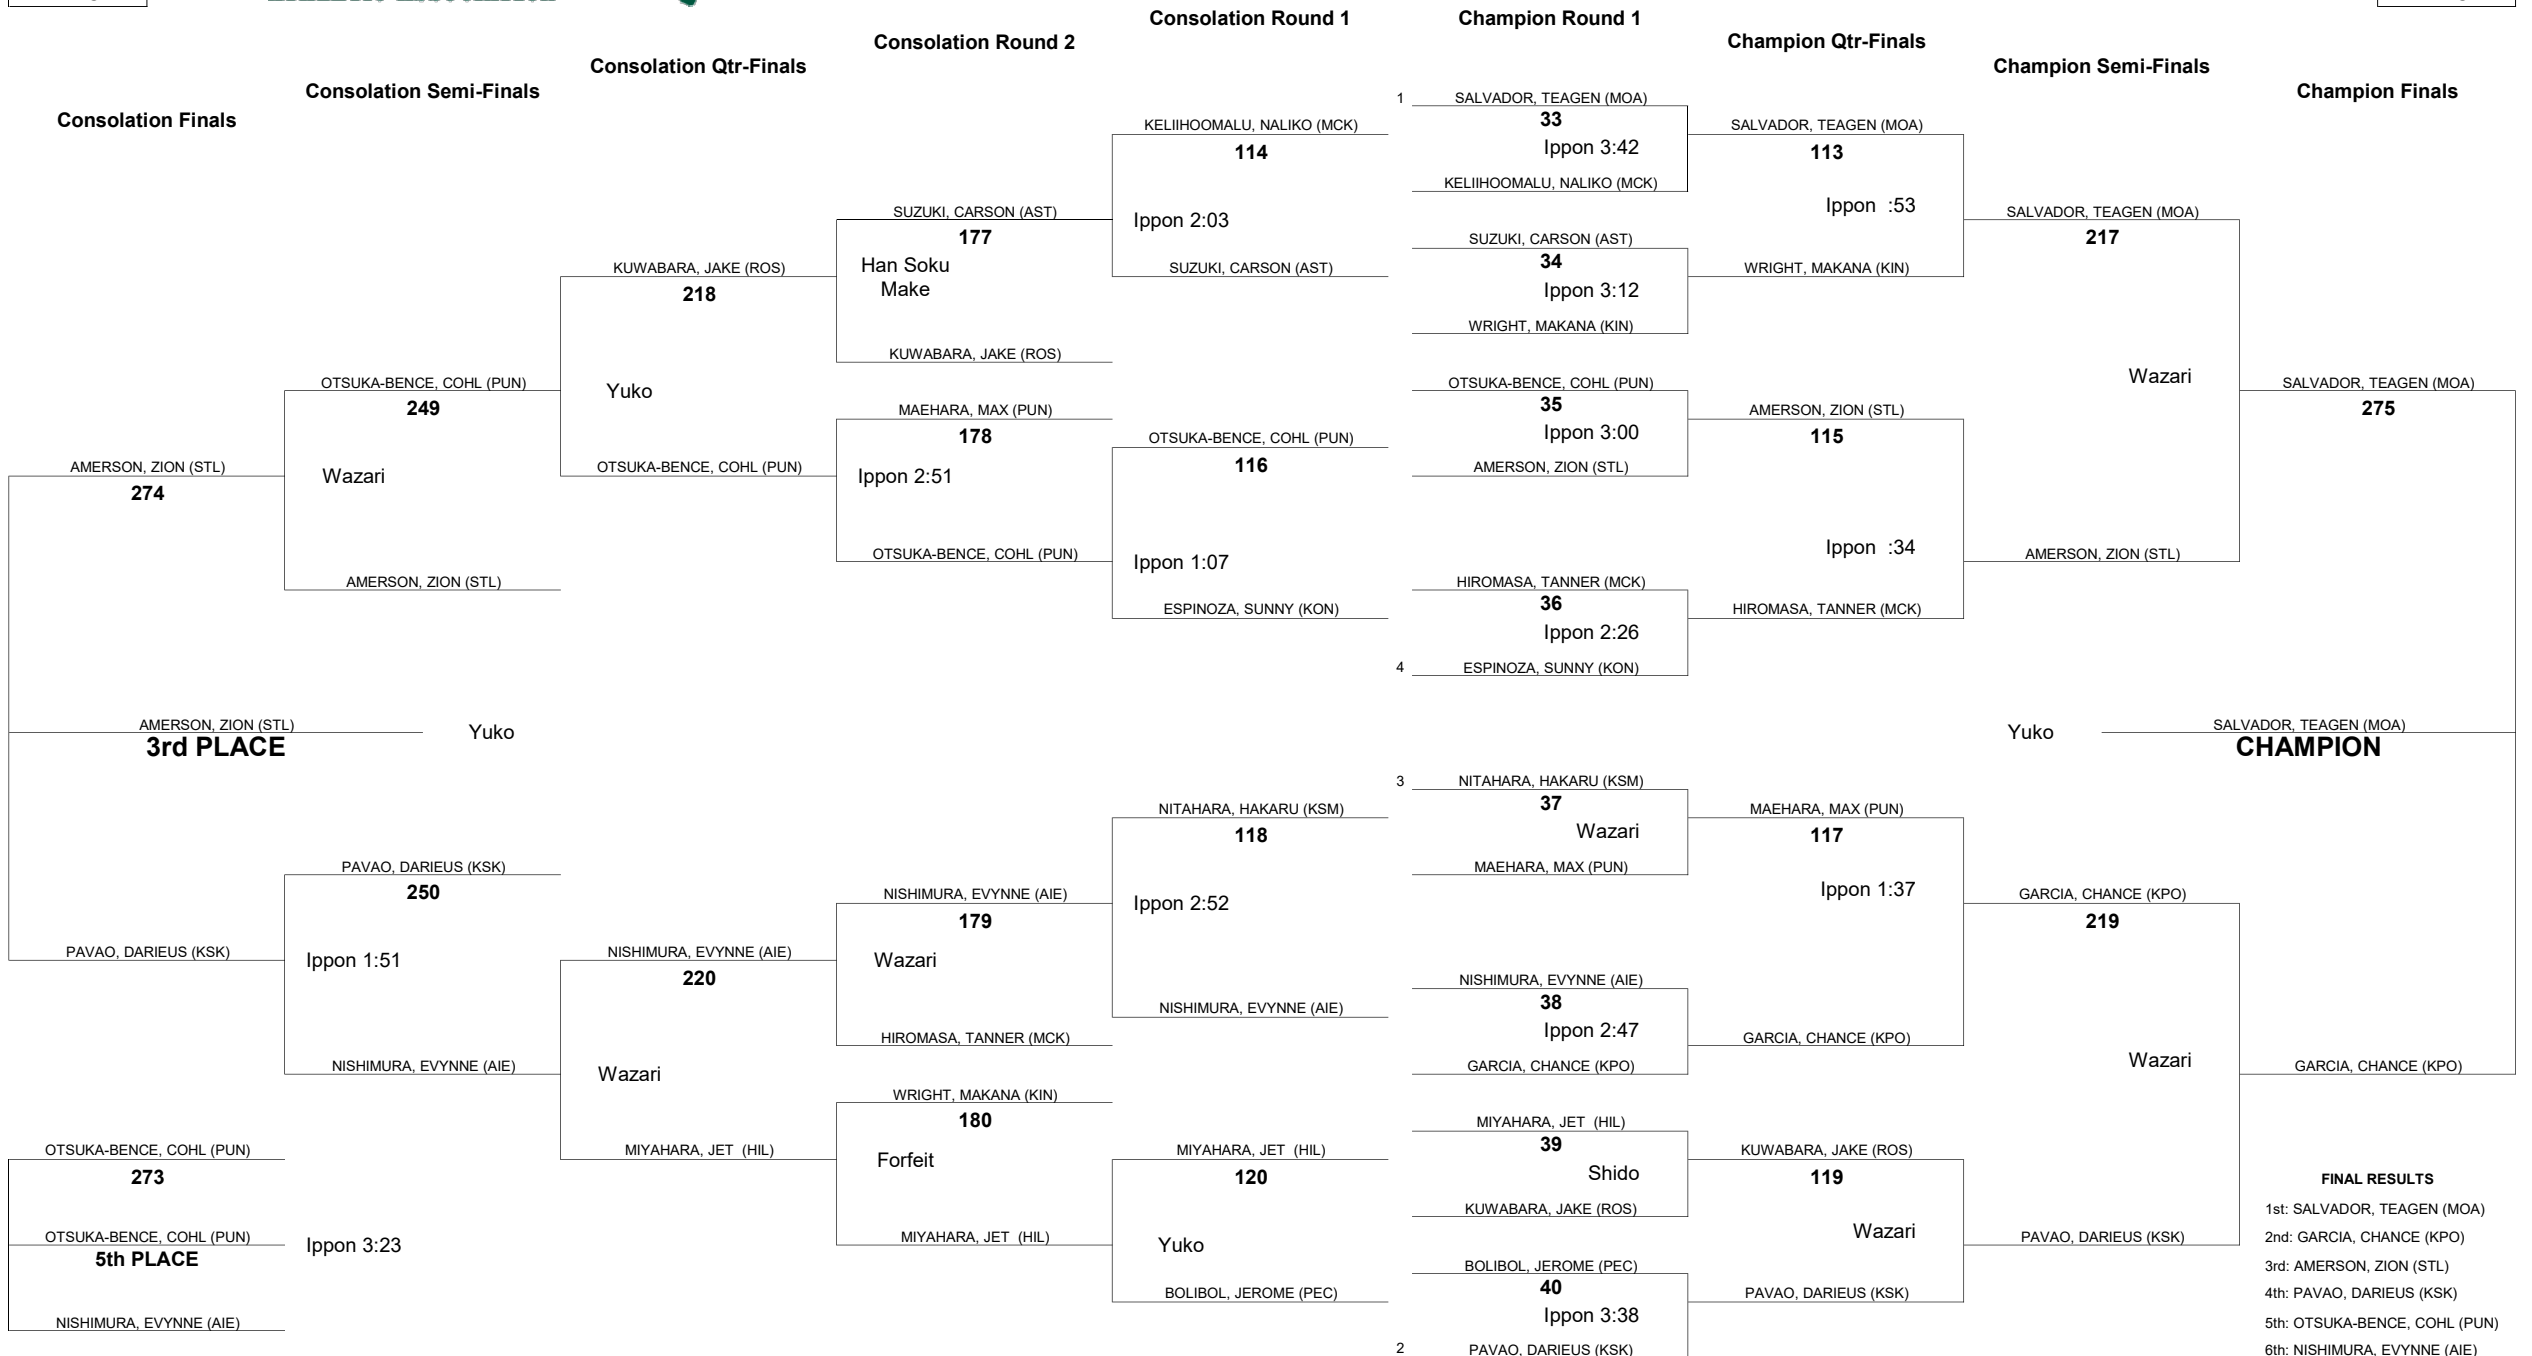 Consolation Finals
Consolation Semi-Finals
Consolation Qtr-Finals
Consolation Round 2
Consolation Round 1
Champion Round 1
Champion Qtr-Finals
Champion Semi-Finals
Champion Finals
AMERSON, ZION (STL)
274
AMERSON, ZION (STL)
3rd PLACE
Yuko
PAVAO, DARIEUS (KSK)
OTSUKA-BENCE, COHL (PUN)
273
OTSUKA-BENCE, COHL (PUN)
5th PLACE
Ippon 3:23
NISHIMURA, EVYNNE (AIE)
OTSUKA-BENCE, COHL (PUN)
249
Wazari
AMERSON, ZION (STL)
PAVAO, DARIEUS (KSK)
250
Ippon 1:51
NISHIMURA, EVYNNE (AIE)
KUWABARA, JAKE (ROS)
218
Yuko
OTSUKA-BENCE, COHL (PUN)
NISHIMURA, EVYNNE (AIE)
220
Wazari
MIYAHARA, JET (HIL)
SUZUKI, CARSON (AST)
177
Han Soku
Make
KUWABARA, JAKE (ROS)
MAEHARA, MAX (PUN)
178
Ippon 2:51
OTSUKA-BENCE, COHL (PUN)
NISHIMURA, EVYNNE (AIE)
179
Wazari
HIROMASA, TANNER (MCK)
WRIGHT, MAKANA (KIN)
180
Forfeit
MIYAHARA, JET (HIL)
KELIIHOOMALU, NALIKO (MCK)
114
Ippon 2:03
SUZUKI, CARSON (AST)
OTSUKA-BENCE, COHL (PUN)
116
Ippon 1:07
ESPINOZA, SUNNY (KON)
NITAHARA, HAKARU (KSM)
118
Ippon 2:52
NISHIMURA, EVYNNE (AIE)
MIYAHARA, JET (HIL)
120
Yuko
BOLIBOL, JEROME (PEC)
1 SALVADOR, TEAGEN (MOA)
33
Ippon 3:42
KELIIHOOMALU, NALIKO (MCK)
SUZUKI, CARSON (AST)
34
Ippon 3:12
WRIGHT, MAKANA (KIN)
OTSUKA-BENCE, COHL (PUN)
35
Ippon 3:00
AMERSON, ZION (STL)
HIROMASA, TANNER (MCK)
36
Ippon 2:26
4 ESPINOZA, SUNNY (KON)
3 NITAHARA, HAKARU (KSM)
37
Wazari
MAEHARA, MAX (PUN)
NISHIMURA, EVYNNE (AIE)
38
Ippon 2:47
GARCIA, CHANCE (KPO)
MIYAHARA, JET (HIL)
39
Shido
KUWABARA, JAKE (ROS)
BOLIBOL, JEROME (PEC)
40
Ippon 3:38
2 PAVAO, DARIEUS (KSK)
SALVADOR, TEAGEN (MOA)
113
Ippon :53
WRIGHT, MAKANA (KIN)
AMERSON, ZION (STL)
115
Ippon :34
HIROMASA, TANNER (MCK)
MAEHARA, MAX (PUN)
117
Ippon 1:37
GARCIA, CHANCE (KPO)
KUWABARA, JAKE (ROS)
119
Wazari
PAVAO, DARIEUS (KSK)
SALVADOR, TEAGEN (MOA)
217
Wazari
AMERSON, ZION (STL)
GARCIA, CHANCE (KPO)
219
Wazari
PAVAO, DARIEUS (KSK)
SALVADOR, TEAGEN (MOA)
275
Yuko
SALVADOR, TEAGEN (MOA)
CHAMPION
GARCIA, CHANCE (KPO)
FINAL RESULTS
1st: SALVADOR, TEAGEN (MOA)
2nd: GARCIA, CHANCE (KPO)
3rd: AMERSON, ZION (STL)
4th: PAVAO, DARIEUS (KSK)
5th: OTSUKA-BENCE, COHL (PUN)
6th: NISHIMURA, EVYNNE (AIE)